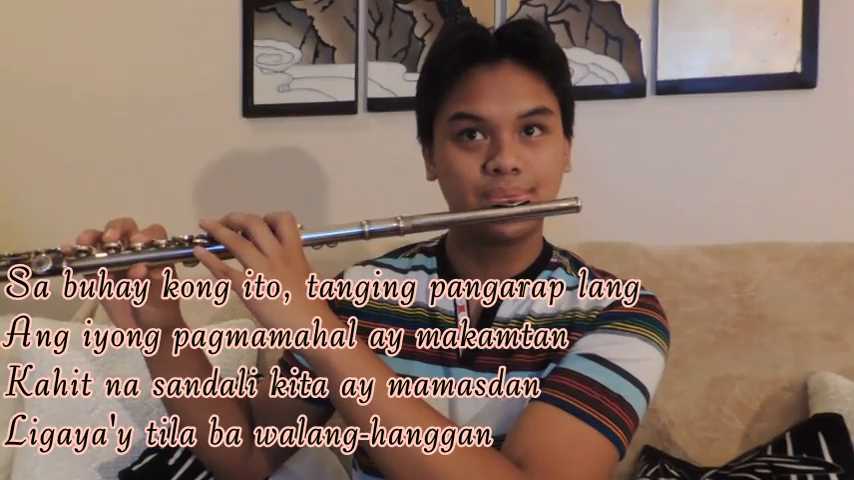 Sa buhay kong ito, tanging pangarap lang
Ang iyong pagmamahal ay makamtan
Kahit na sandali kita ay mamasdan
Ligaya'y tila ba walang-hanggan